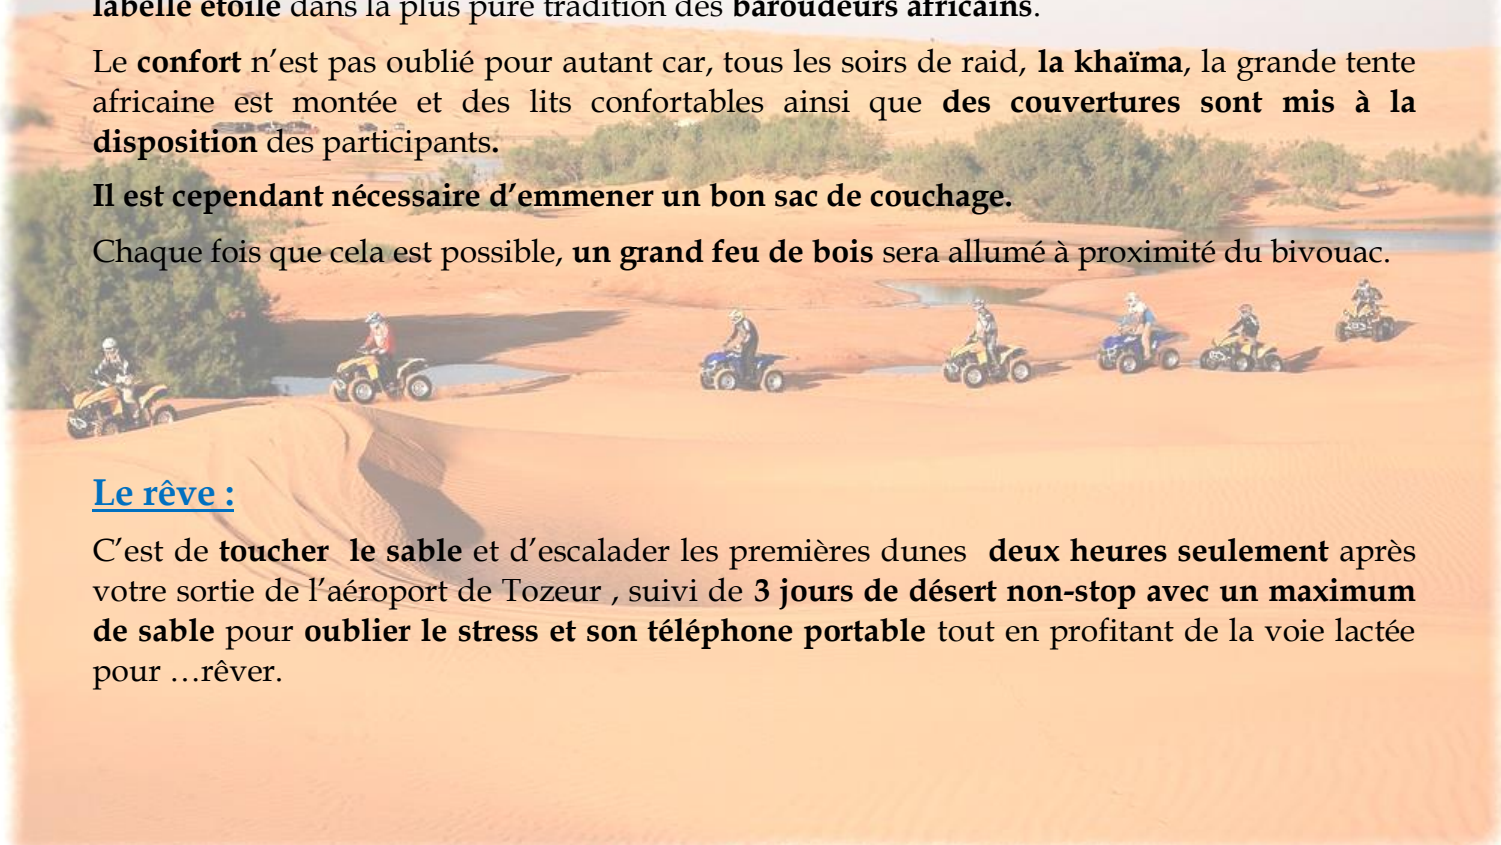 labelle étoile dans la plus pure tradition des baroudeurs africains.
Le confort n’est pas oublié pour autant car, tous les soirs de raid, la khaïma, la grande tente
africaine est montée et des lits confortables ainsi que des couvertures sont mis à la
disposition des participants.
Il est cependant nécessaire d’emmener un bon sac de couchage.
Chaque fois que cela est possible, un grand feu de bois sera allumé à proximité du bivouac.
Le rêve :
C’est de toucher  le sable et d’escalader les premières dunes  deux heures seulement après
votre sortie de l’aéroport de Tozeur , suivi de 3 jours de désert non-stop avec un maximum
de sable pour oublier le stress et son téléphone portable tout en profitant de la voie lactée
pour …rêver.